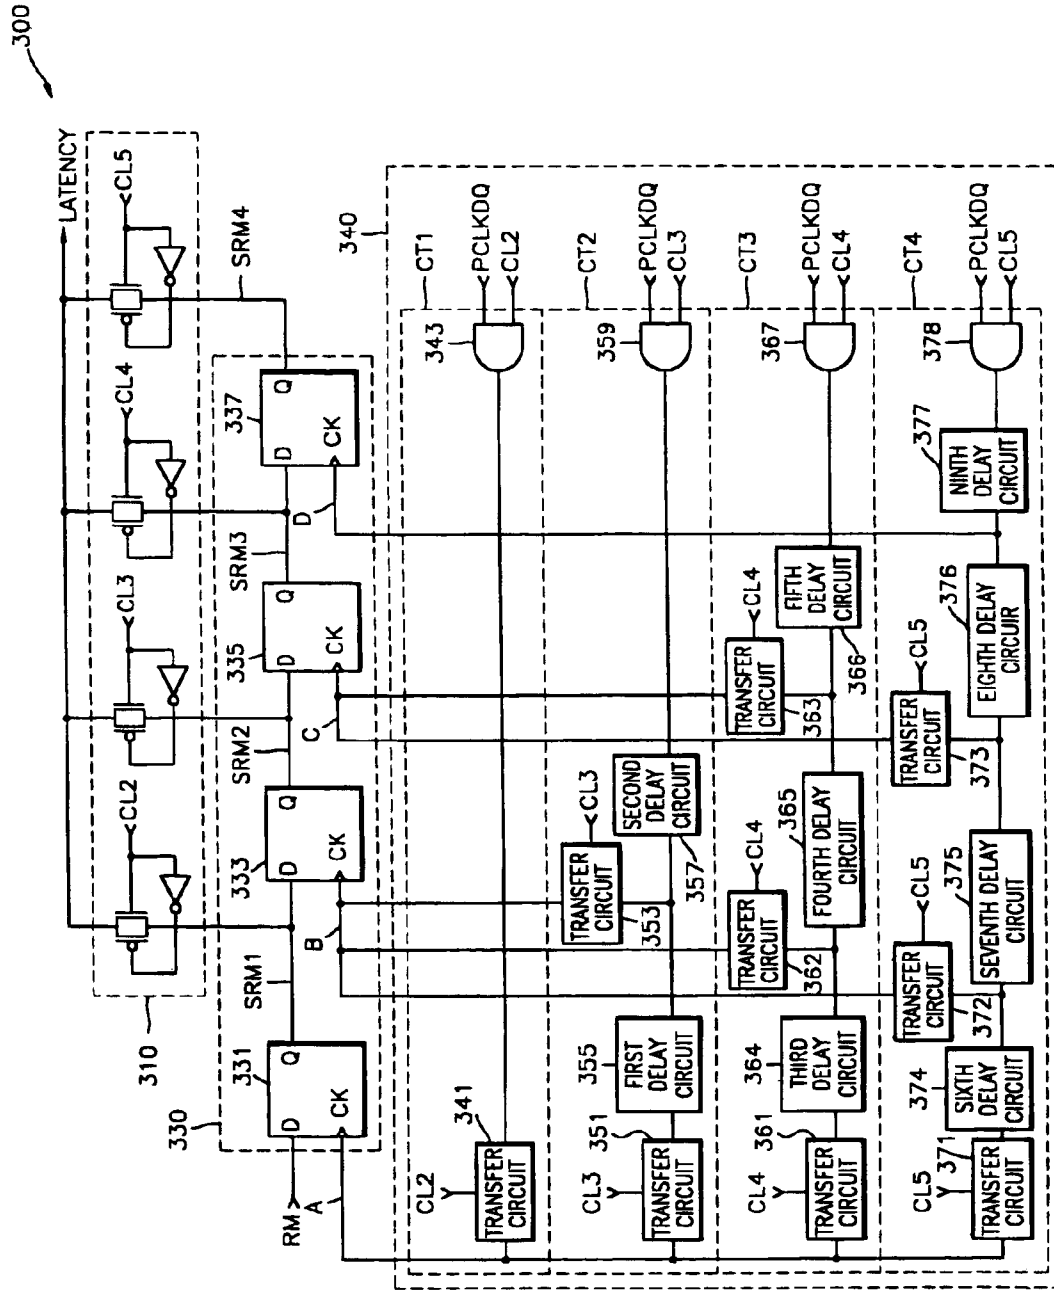 300
LATENCY
CL2
CL3
CL4
CL5
310
SRM1
SRM2
SRM3
SRM4
330
331
D
Q
CK
333
D
Q
CK
335
D
Q
CK
337
D
Q
CK
RM
A
B
C
D
340
CT1
CL2
341
TRANSFER
CIRCUIT
343
PCLKDQ
CL2
CT2
CL3
351
TRANSFER
CIRCUIT
355
FIRST
DELAY
CIRCUIT
TRANSFER
CIRCUIT
CL3
353
SECOND
DELAY
CIRCUIT
357
359
PCLKDQ
CL3
CT3
CL4
361
TRANSFER
CIRCUIT
364
THIRD
DELAY
CIRCUIT
TRANSFER
CIRCUIT
CL4
362
365
FOURTH DELAY
CIRCUIT
TRANSFER
CIRCUIT
CL4
363
FIFTH
DELAY
CIRCUIT
366
367
PCLKDQ
CL4
CT4
CL5
371
TRANSFER
CIRCUIT
374
SIXTH
DELAY
CIRCUIT
TRANSFER
CIRCUIT
CL5
372
375
SEVENTH DELAY
CIRCUIT
TRANSFER
CIRCUIT
CL5
373
376
EIGHTH DELAY
CIRCUIR
377
NINTH
DELAY
CIRCUIT
378
PCLKDQ
CL5